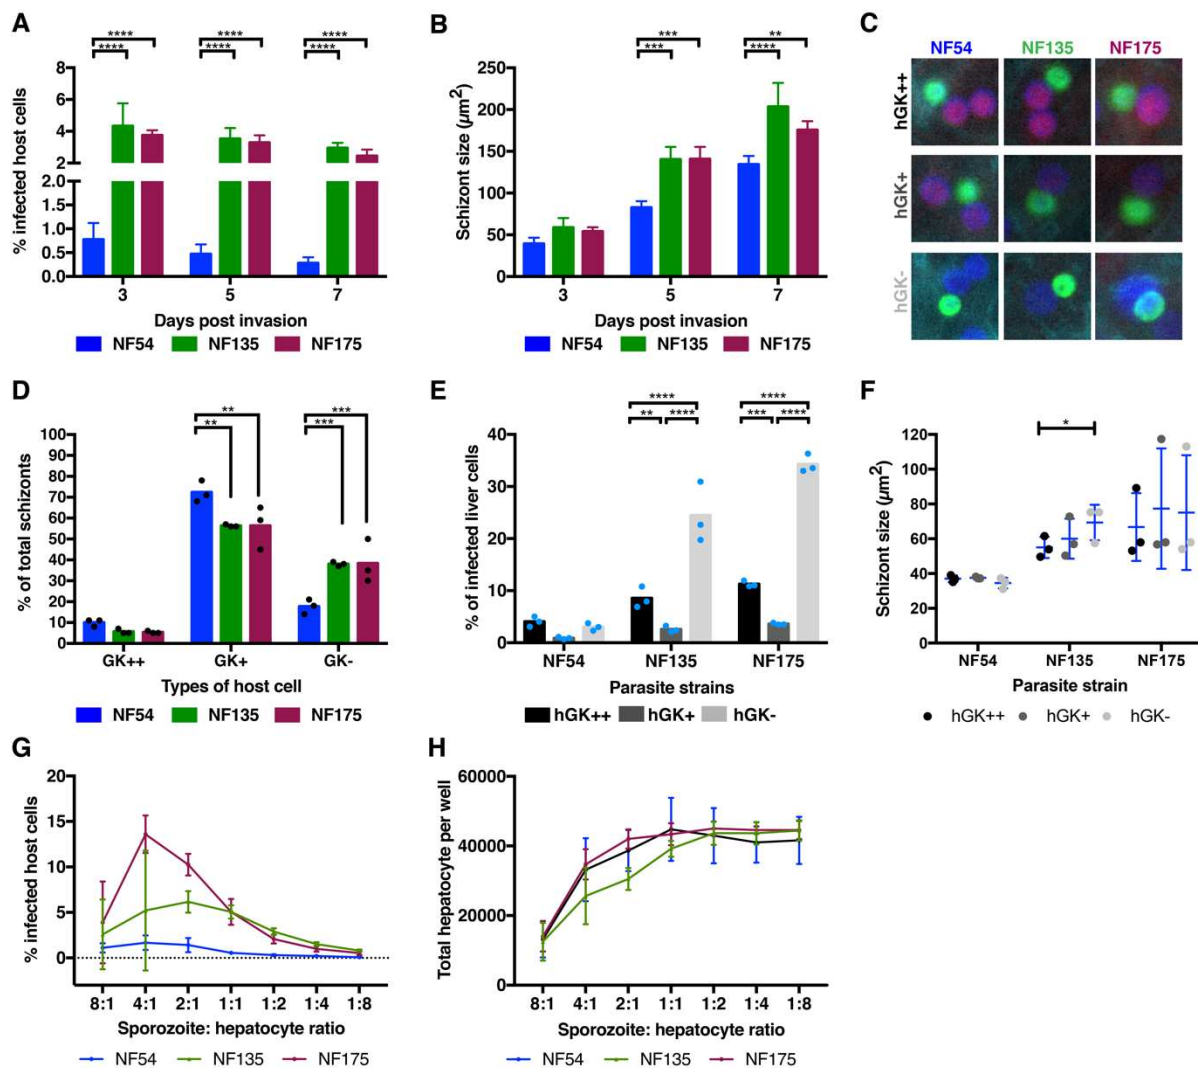 A
B
C
****
****
****
****
****
****
***
***
**
****
% infected host cells
8
6
4
2
2.0
1.5
1.0
0.5
0.0
3
5
7
Days post invasion
NF54
NF135
NF175
Schizont size (µm²)
250
200
150
100
50
0
3
5
7
Days post invasion
NF54
NF135
NF175
NF54
NF135
NF175
hGK++
hGK+
hGK-
D
E
F
% of total schizonts
100
90
80
70
60
50
40
30
20
10
0
**
**
***
***
GK++
GK+
GK-
Types of host cell
NF54
NF135
NF175
% of infected liver cells
40
30
20
10
0
****
**
****
****
***
****
NF54
NF135
NF175
Parasite strains
hGK++
hGK+
hGK-
Schizont size (µm²)
120
100
80
60
40
20
0
*
NF54
NF135
NF175
Parasite strain
hGK++
hGK+
hGK-
G
H
% infected host cells
20
15
10
5
0
8:1
4:1
2:1
1:1
1:2
1:4
1:8
Sporozoite: hepatocyte ratio
NF54
NF135
NF175
Total hepatocyte per well
60000
40000
20000
0
8:1
4:1
2:1
1:1
1:2
1:4
1:8
Sporozoite: hepatocyte ratio
NF54
NF135
NF175